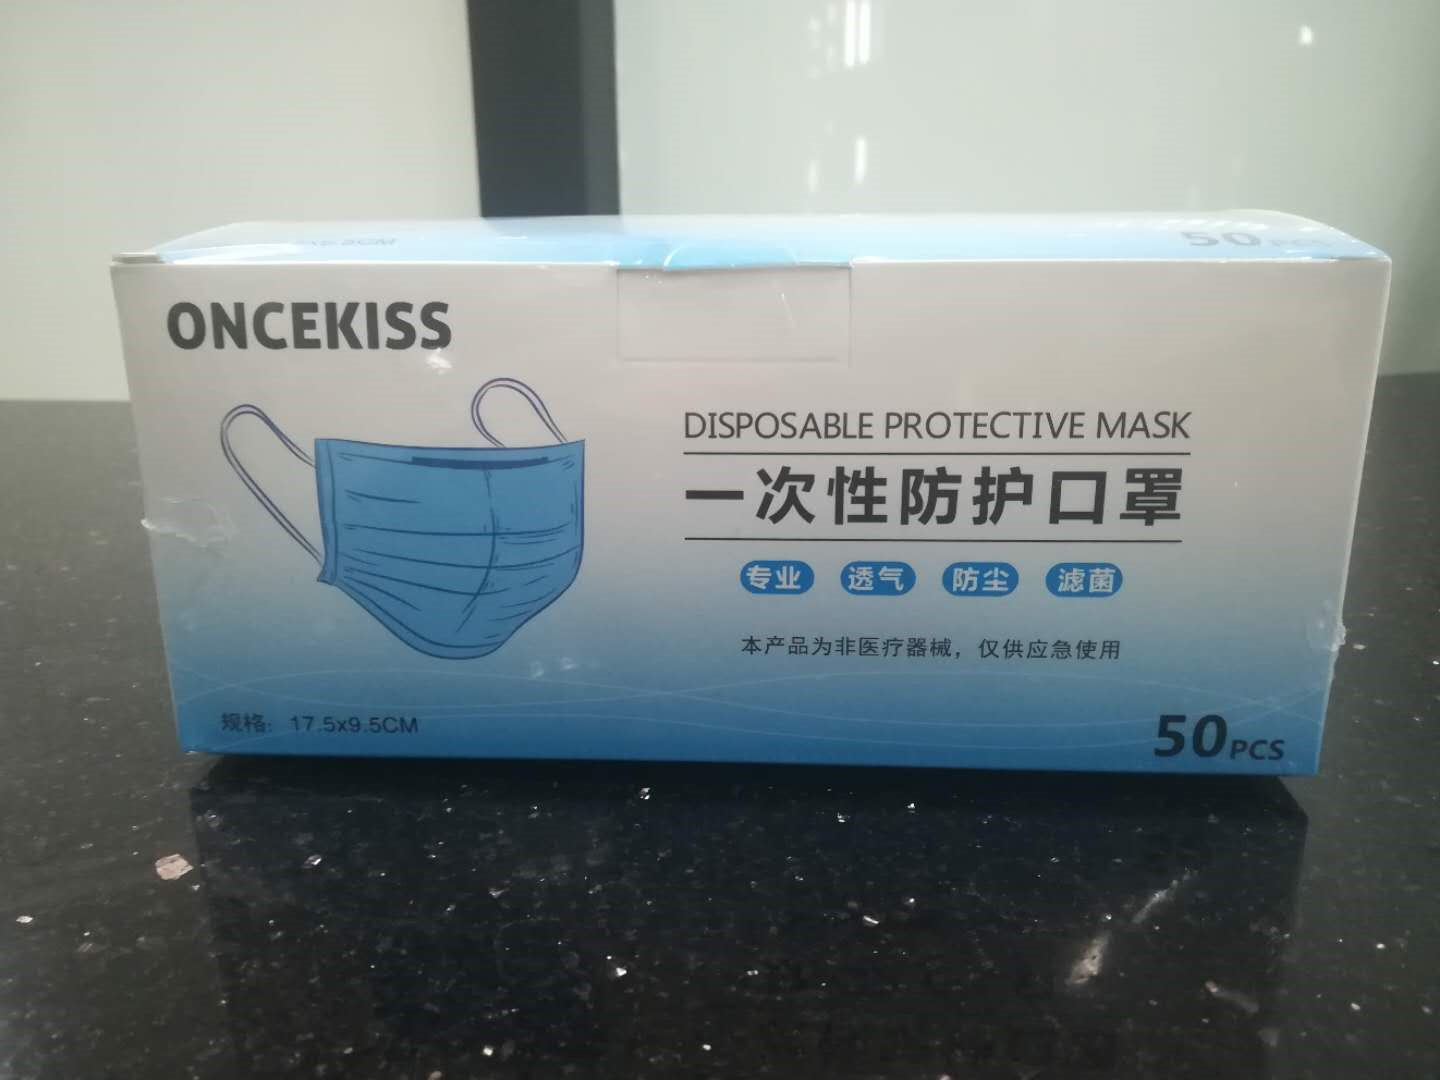 50PCS
ONCEKISS
DISPOSABLE PROTECTIVE MASK
一次性防护口罩
专业 透气 防尘 滤菌
本产品为非医疗器械，仅供应急使用
规格：17.5x9.5CM
50PCS